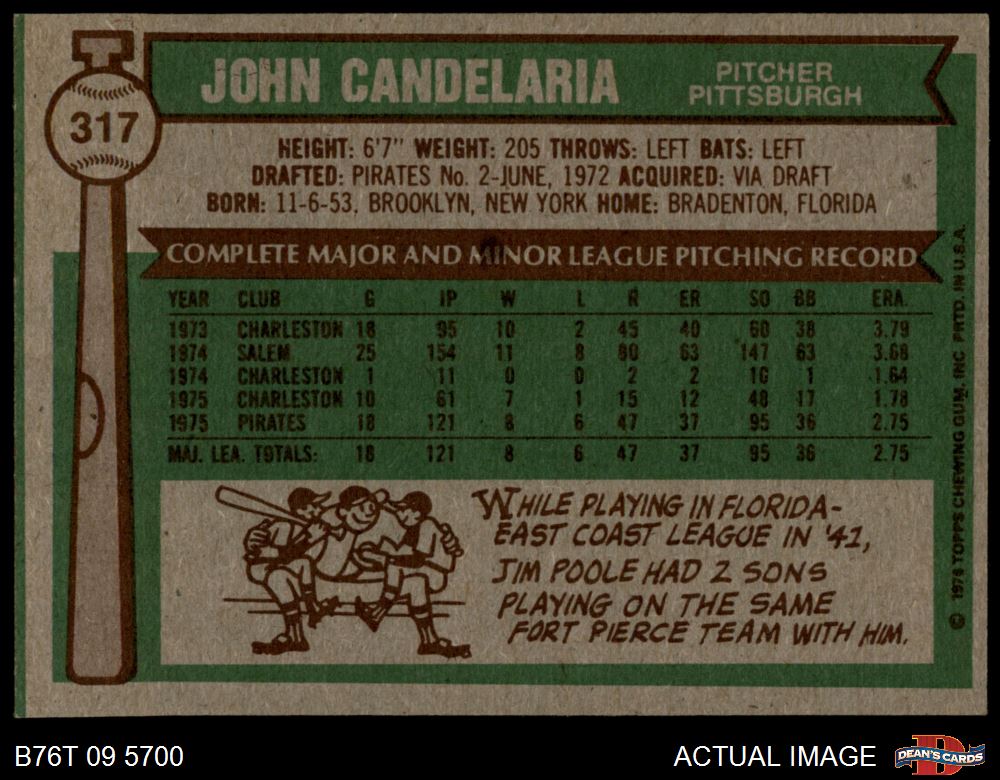 JOHN CANDELARIA
PITCHER
PITTSBURGH
317
HEIGHT: 6'7" WEIGHT: 205 THROWS: LEFT BATS: LEFT
DRAFTED: PIRATES No. 2-JUNE, 1972 ACQUIRED: VIA DRAFT
BORN: 11-6-53, BROOKLYN, NEW YORK HOME: BRADENTON, FLORIDA
COMPLETE MAJOR AND MINOR LEAGUE PITCHING RECORD
YEAR CLUB G IP W L R ER SO BB ERA.
1973 CHARLESTON 18 95 10 2 45 40 60 38 3.79
1974 SALEM 25 154 11 8 80 63 147 63 3.68
1974 CHARLESTON 1 11 0 0 2 2 10 1 1.64
1975 CHARLESTON 10 61 7 1 15 12 48 17 1.78
1975 PIRATES 18 121 8 6 47 37 95 36 2.75
MAJ. LEA. TOTALS: 18 121 8 6 47 37 95 36 2.75
WHILE PLAYING IN FLORIDA-
EAST COAST LEAGUE IN '41,
JIM POOLE HAD 2 SONS
PLAYING ON THE SAME
FORT PIERCE TEAM WITH HIM.
© 1976 TOPPS CHEWING GUM, INC. PRTD. IN U.S.A.
B76T 09 5700
ACTUAL IMAGE
DEAN'S CARDS